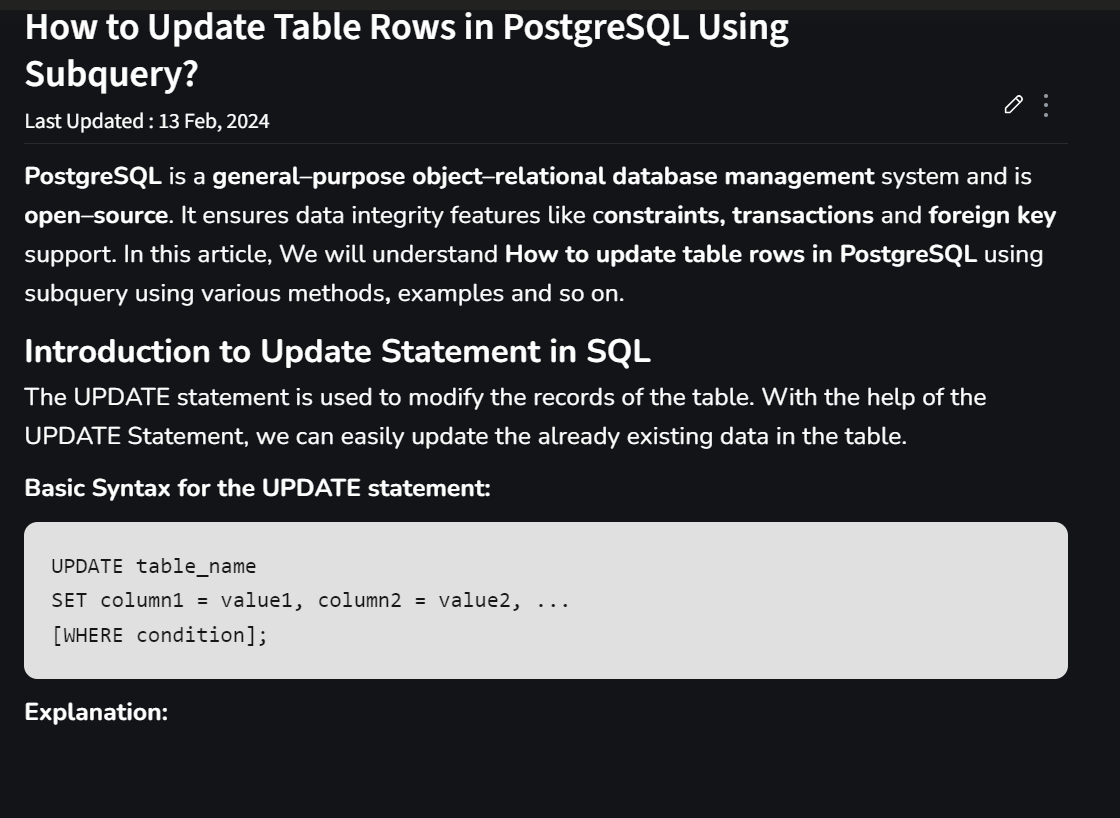 How to Update Table Rows in PostgreSQL Using
Subquery?
Last Updated : 13 Feb, 2024
PostgreSQL is a general–purpose object–relational database management system and is
open–source. It ensures data integrity features like constraints, transactions and foreign key
support. In this article, We will understand How to update table rows in PostgreSQL using
subquery using various methods, examples and so on.
Introduction to Update Statement in SQL
The UPDATE statement is used to modify the records of the table. With the help of the
UPDATE Statement, we can easily update the already existing data in the table.
Basic Syntax for the UPDATE statement:
UPDATE table_name
SET column1 = value1, column2 = value2, ...
[WHERE condition];
Explanation: